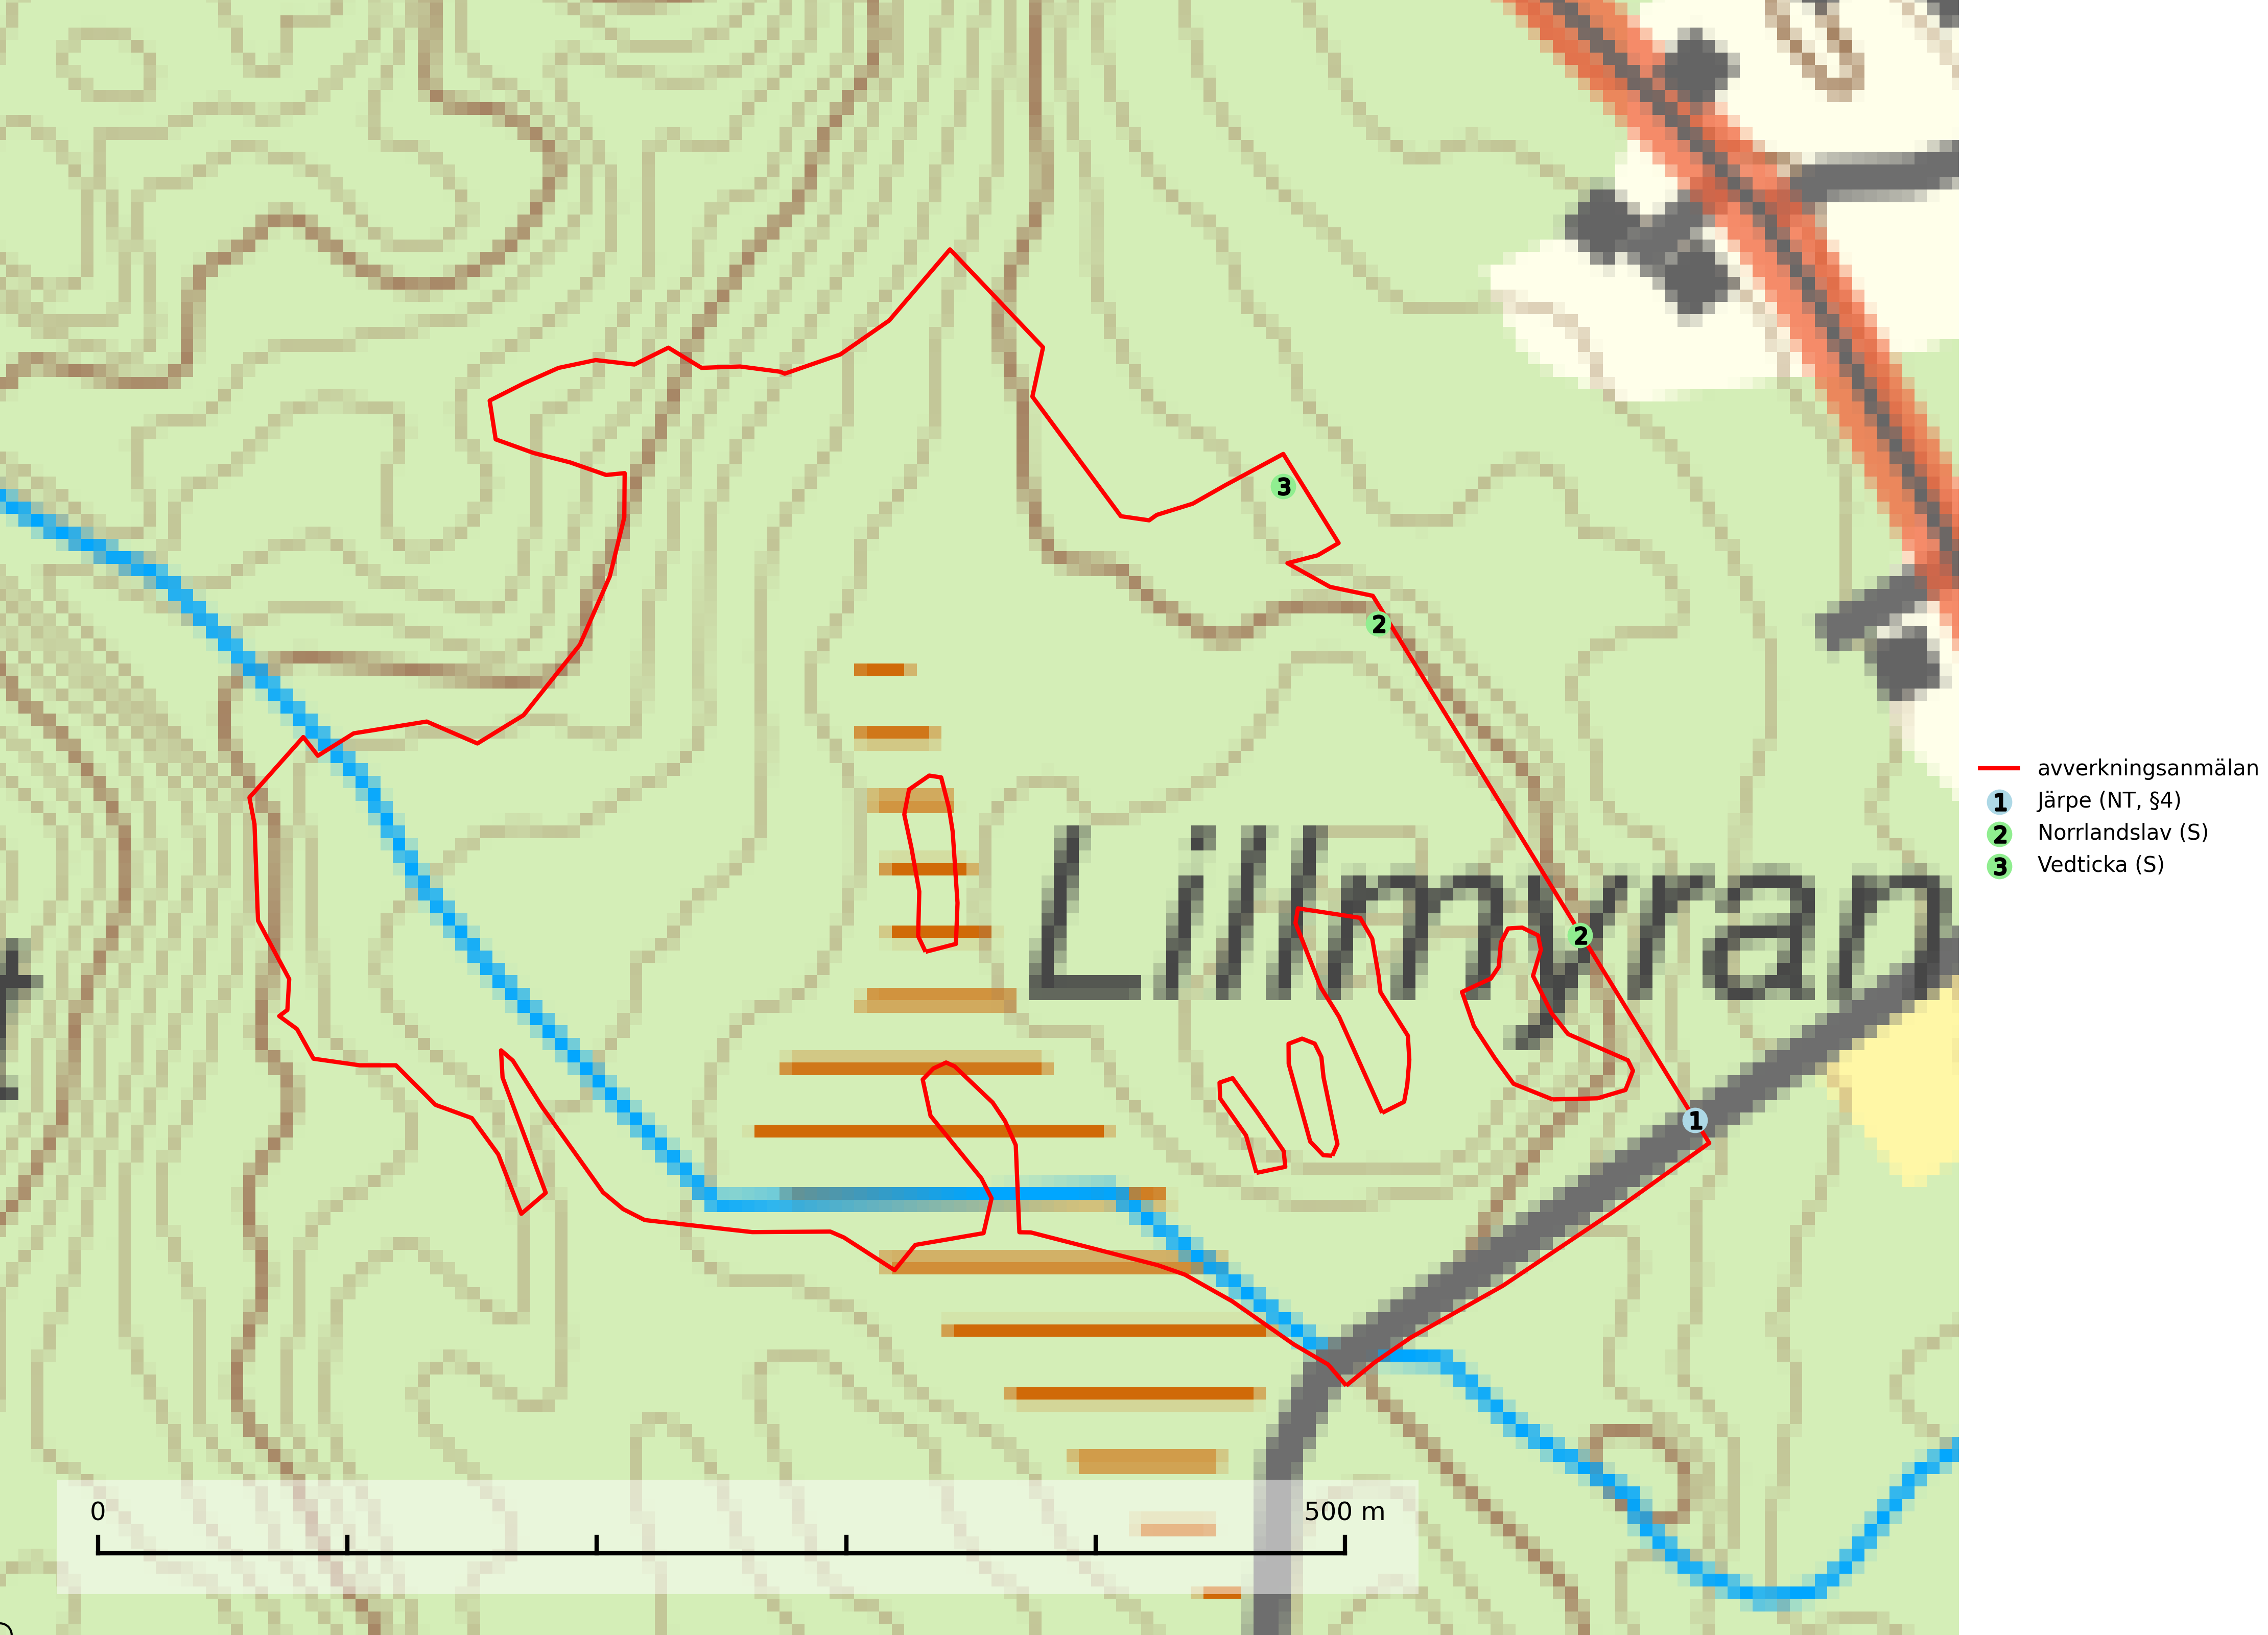 3
2
Lillmyran
2
1
0 500 m
avverkningsanmälan
1 Järpe (NT, §4)
2 Norrlandslav (S)
3 Vedticka (S)